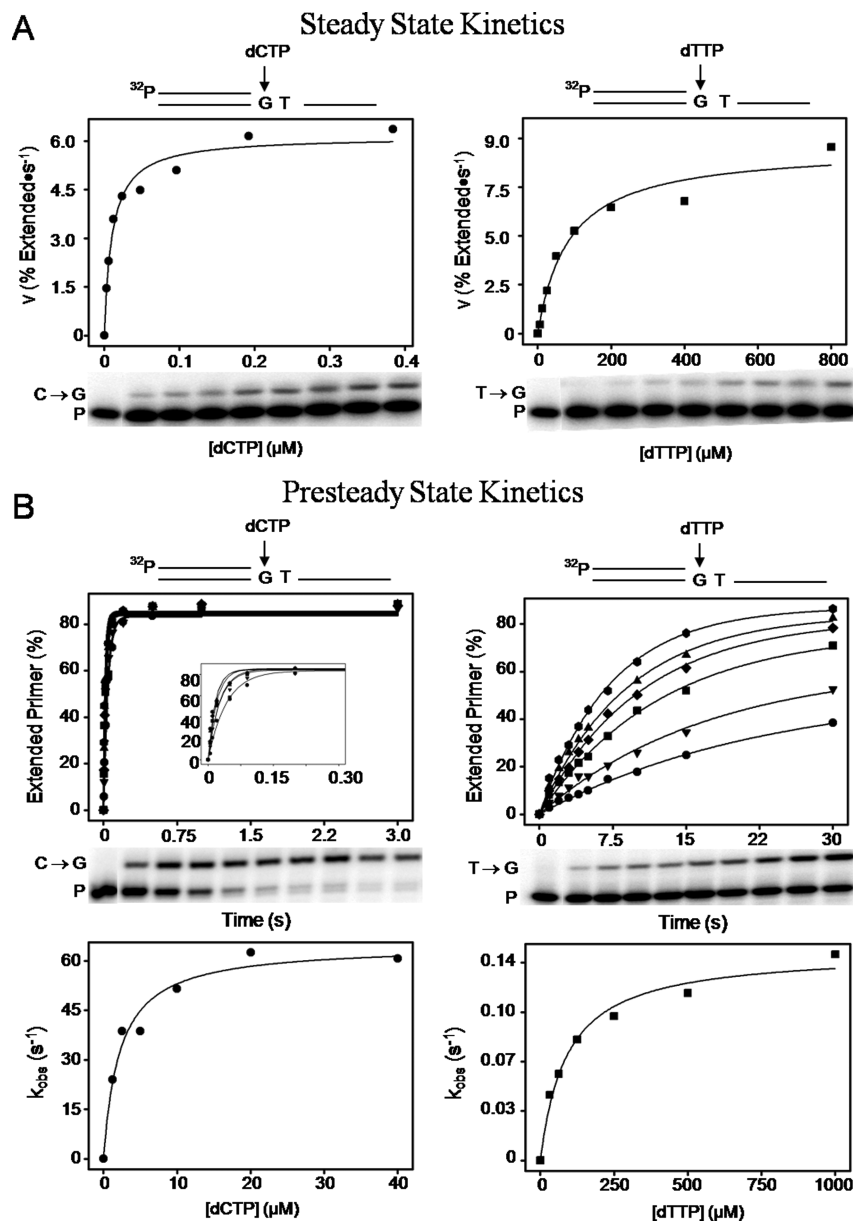 A
Steady State Kinetics
dCTP
32P
G T
v (% Extended•s-1)
6.0
4.5
3.0
1.5
0
0 0.1 0.2 0.3 0.4
C → G
P
[dCTP] (µM)
dTTP
32P
G T
v (% Extended•s-1)
9.0
7.5
5.0
2.5
0
0 200 400 600 800
T → G
P
[dTTP] (µM)
B
Presteady State Kinetics
dCTP
32P
G T
Extended Primer (%)
80
60
40
20
0
80
60
40
20
0
0 0.15 0.30
0 0.75 1.5 2.2 3.0
C → G
P
Time (s)
dTTP
32P
G T
Extended Primer (%)
80
60
40
20
0
0 7.5 15 22 30
T → G
P
Time (s)
kobs (s-1)
60
45
30
15
0
0 10 20 30 40
[dCTP] (µM)
kobs (s-1)
0.14
0.10
0.07
0.03
0
0 250 500 750 1000
[dTTP] (µM)